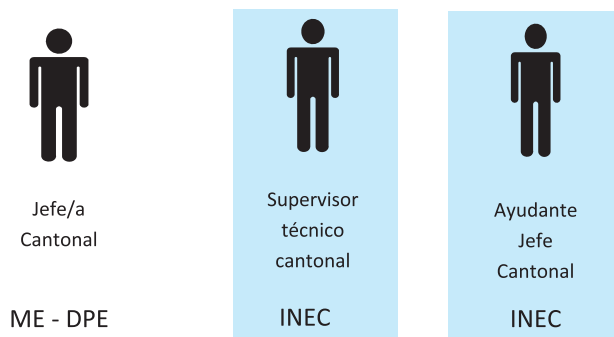 Jefe/a
Cantonal
ME - DPE
Supervisor
técnico
cantonal
INEC
Ayudante
Jefe
Cantonal
INEC